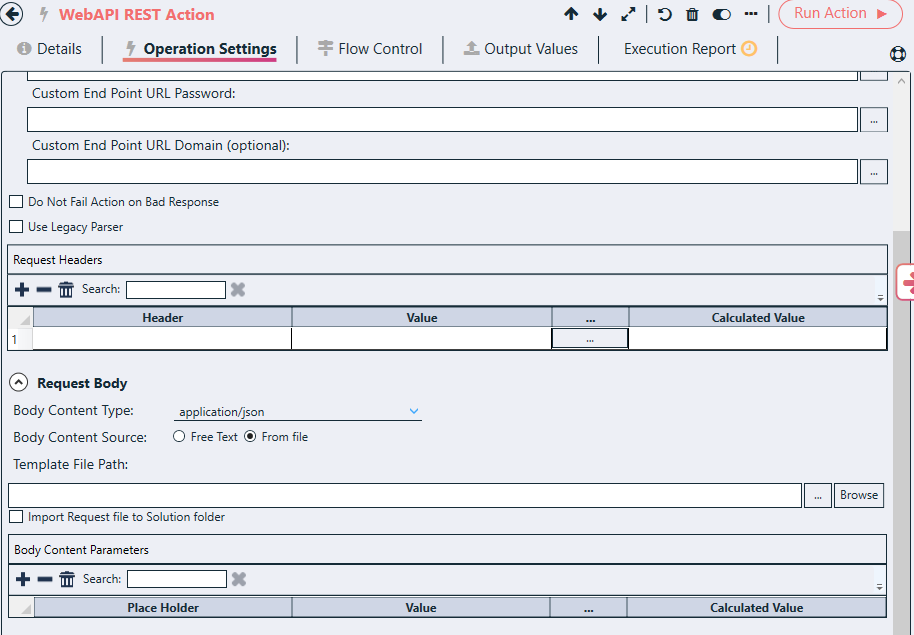 WebAPI REST Action
Run Action
Details
Operation Settings
Flow Control
Output Values
Execution Report
Custom End Point URL Password:
...
Custom End Point URL Domain (optional):
...
Do Not Fail Action on Bad Response
Use Legacy Parser
Request Headers
Search:
Header Value ... Calculated Value
1 ...
Request Body
Body Content Type: application/json
Body Content Source: Free Text From file
Template File Path:
... Browse
Import Request file to Solution folder
Body Content Parameters
Search:
Place Holder Value ... Calculated Value